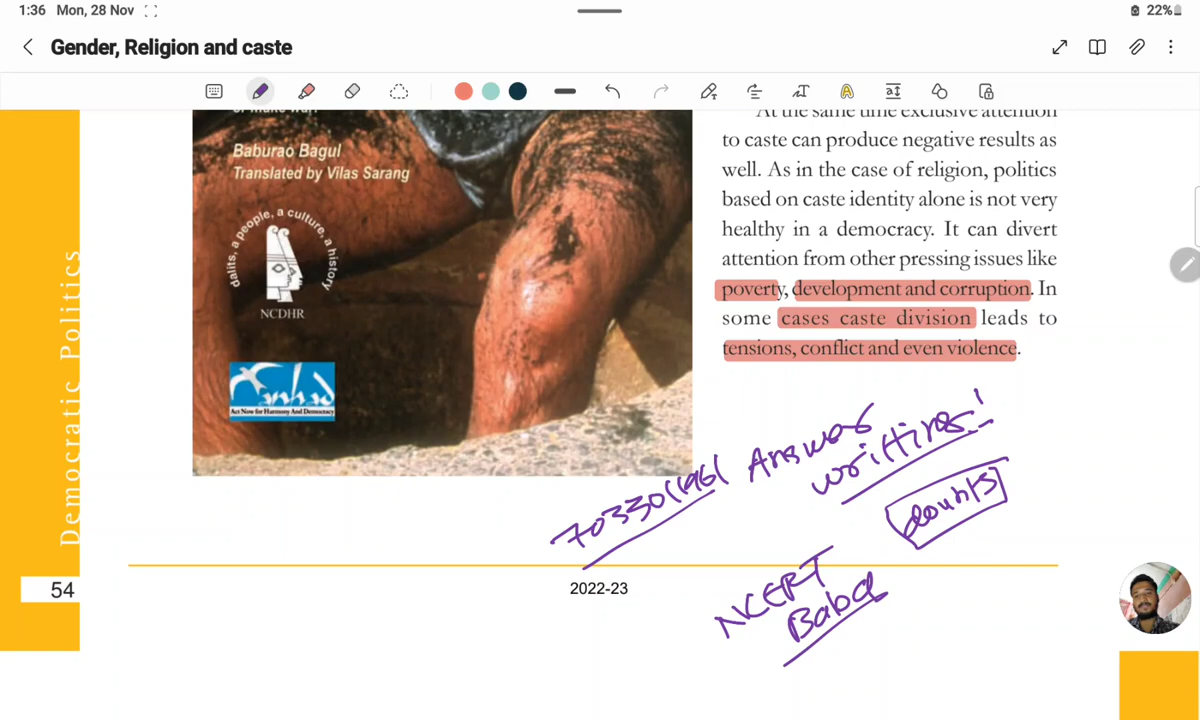 1:36 Mon, 28 Nov
22%
Gender, Religion and caste
Baburao Bagul
Translated by Vilas Sarang
dalits, a people, a culture, a history
NCDHR
anhad
Act Now for Harmony And Democracy
Democratic Politics
54
At the same time exclusive attention
to caste can produce negative results as
well. As in the case of religion, politics
based on caste identity alone is not very
healthy in a democracy. It can divert
attention from other pressing issues like
poverty, development and corruption. In
some cases caste division leads to
tensions, conflict and even violence.
Answer
writtires!
dounts
NCERT
Baba
2022-23